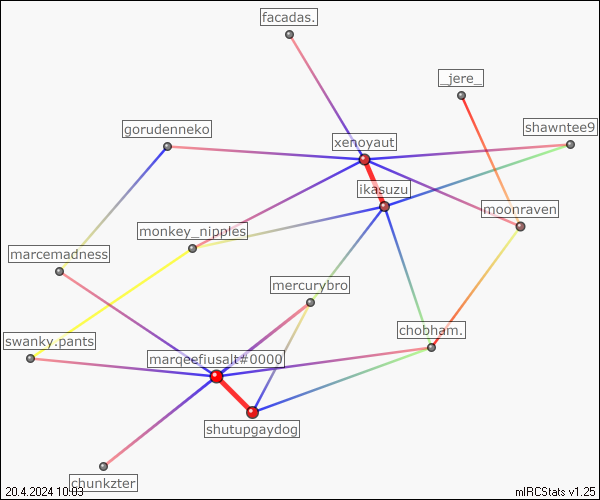 facadas.
_jere_
shawntee9
gorudenneko
xenoyaut
ikasuzu
moonraven
monkey_nipples
marcemadness
mercurybro
chobham.
swanky.pants
marqeefiusalt#0000
shutupgaydog
chunkzter
20.4.2024 10:03
mIRCStats v1.25